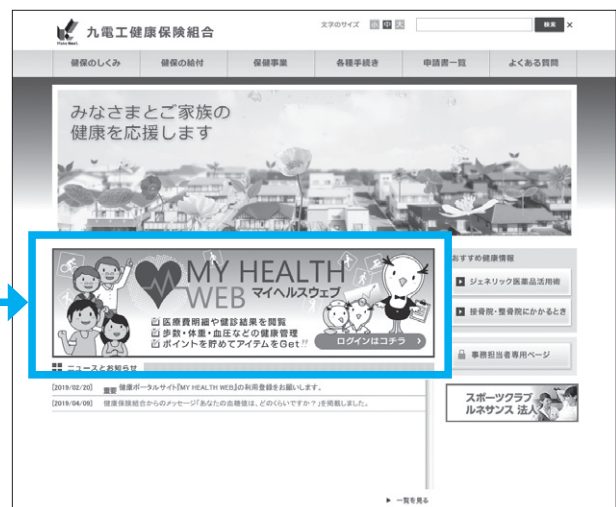 Make Next.
九電工健康保険組合
文字のサイズ 小 中 大
検索
健保のしくみ 健保の給付 保健事業 各種手続き 申請書一覧 よくある質問
みなさまとご家族の
健康を応援します
MY HEALTH
WEB マイヘルスウェブ
医療費明細や健診結果を閲覧
歩数・体重・血圧などの健康管理
ポイントを貯めてアイテムをGet!!
ログインはコチラ
おすすめ健康情報
ジェネリック医薬品活用術
接骨院・整骨院にかかるとき
事務担当者専用ページ
スポーツクラブ
ルネサンス 法人
ニュースとお知らせ
[2019/02/20] 重要 健康ポータルサイト『MY HEALTH WEB』の利用登録をお願いします。
[2019/04/09] 健康保険組合からのメッセージ「あなたの血糖値は、どのくらいですか?」を掲載しました。
一覧を見る